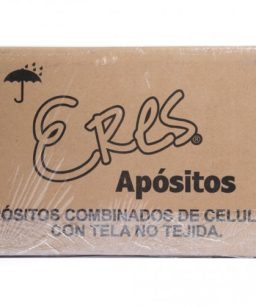 Eres®
Apósitos
PÓSITOS COMBINADOS DE CELUL
CON TELA NO TEJIDA.